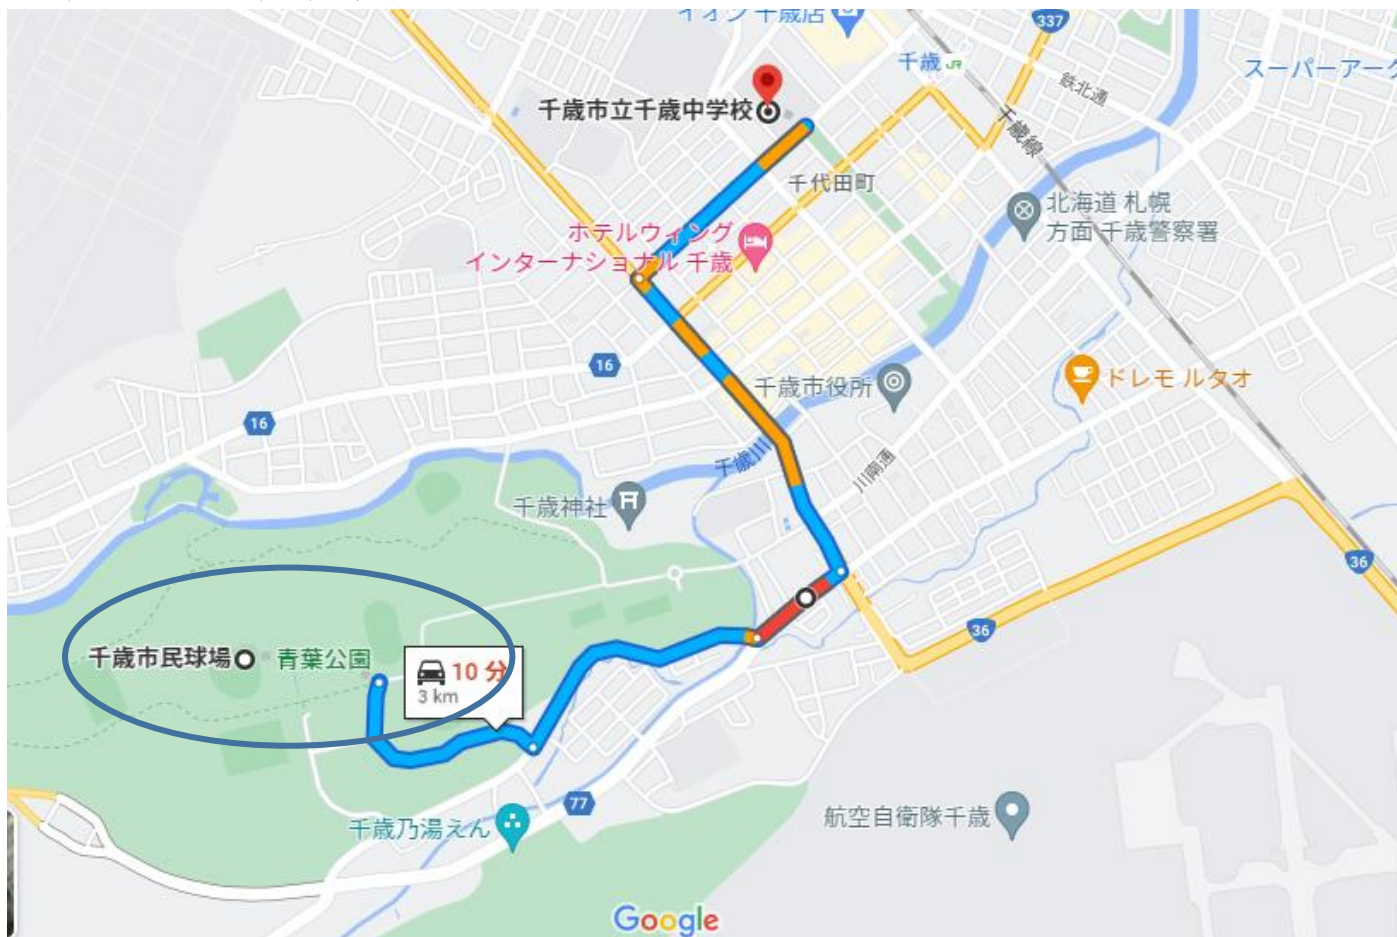 イオン 千歳店
337
千歳
JR
スーパーアーク
鉄北通
千歳市立千歳中学校
千歳線
千代田町
北海道 札幌
方面 千歳警察署
ホテルウィング
インターナショナル 千歳
16
千歳市役所
ドレモ ルタオ
16
千歳川
川南通
千歳神社
36
36
千歳市民球場
青葉公園
10 分
3 km
77
千歳乃湯えん
航空自衛隊千歳
Google